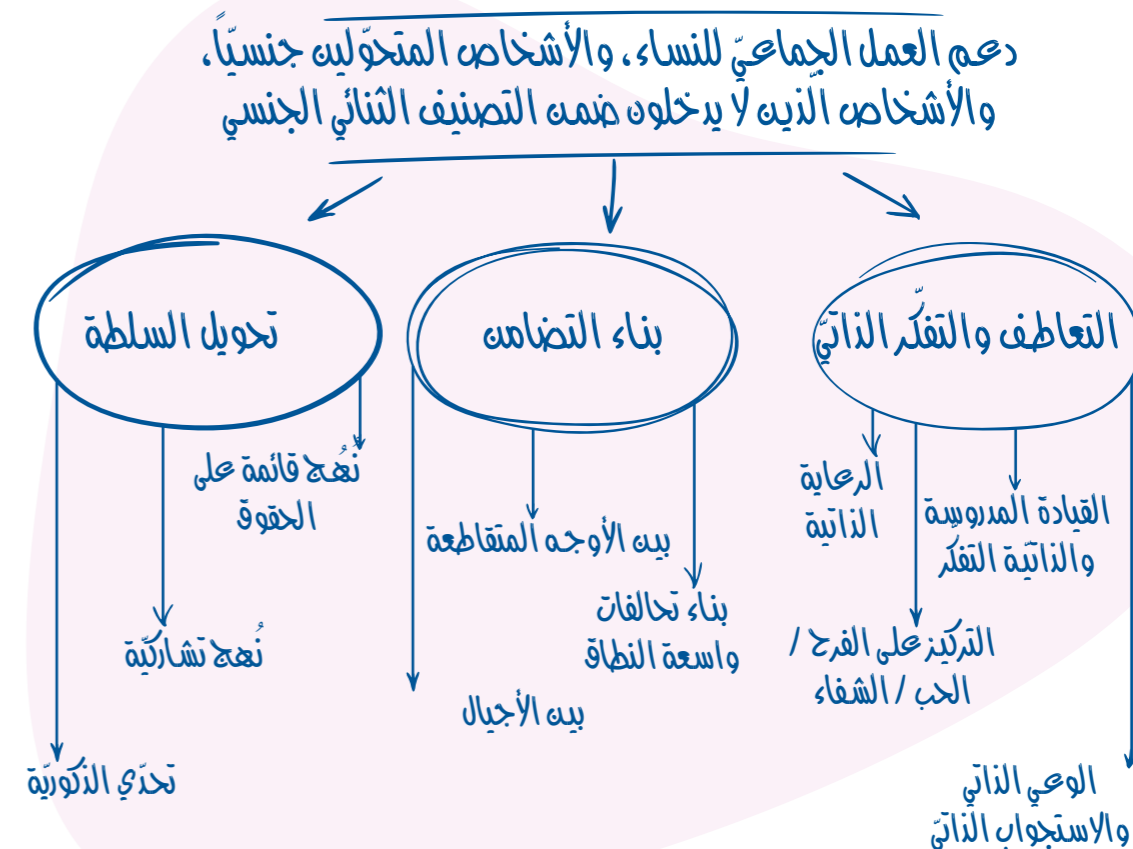 دعم العمل الجماعيّ للنساء، والأشخاص المتحوّلين جنسيّاً،
والأشخاص الّذين لا يدخلون ضمن التصنيف الثنائي الجنسي
التعاطف والتفكّر الذاتيّ
بناء التضامن
تحويل السلطة
الرعاية
الذاتية
القيادة المدروسة
والذاتيّة التفكّر
التركيز على الفرح /
الحب / الشفاء
الوعي الذاتي
والاستجواب الذاتيّ
بين الأوجه المتقاطعة
بناء تحالفات
واسعة النطاق
بين الأجيال
نُهُج قائمة على
الحقوق
نُهج تشاركيّة
تحدّي الذكوريّة